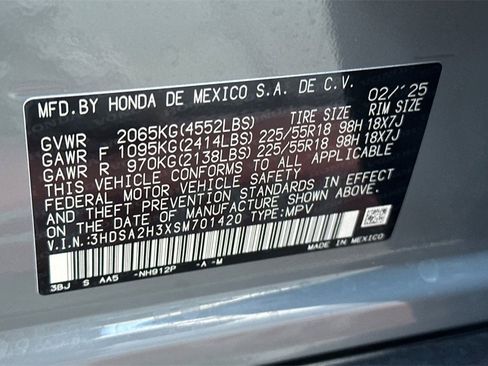 MFD.BY HONDA DE MEXICO S.A. DE C.V. 02/'25
GVWR 2065KG(4552LBS) TIRE SIZE RIM SIZE
GAWR F 1095KG(2414LBS) 225/55R18 98H 18X7J
GAWR R 970KG(2138LBS) 225/55R18 98H 18X7J
THIS VEHICLE CONFORMS TO ALL APPLICABLE
FEDERAL MOTOR VEHICLE SAFETY, BUMPER,
AND THEFT PREVENTION STANDARDS IN EFFECT
ON THE DATE OF MANUFACTURE SHOWN ABOVE.
V.I.N.:3HDSA2H3XSM701420 TYPE:MPV
MADE IN MEXICO
3BJ S AA5 -NH912P -A -M